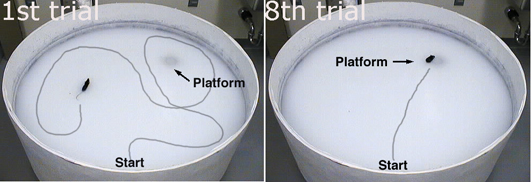 1st trial
Platform
Start
8th trial
Platform
Start